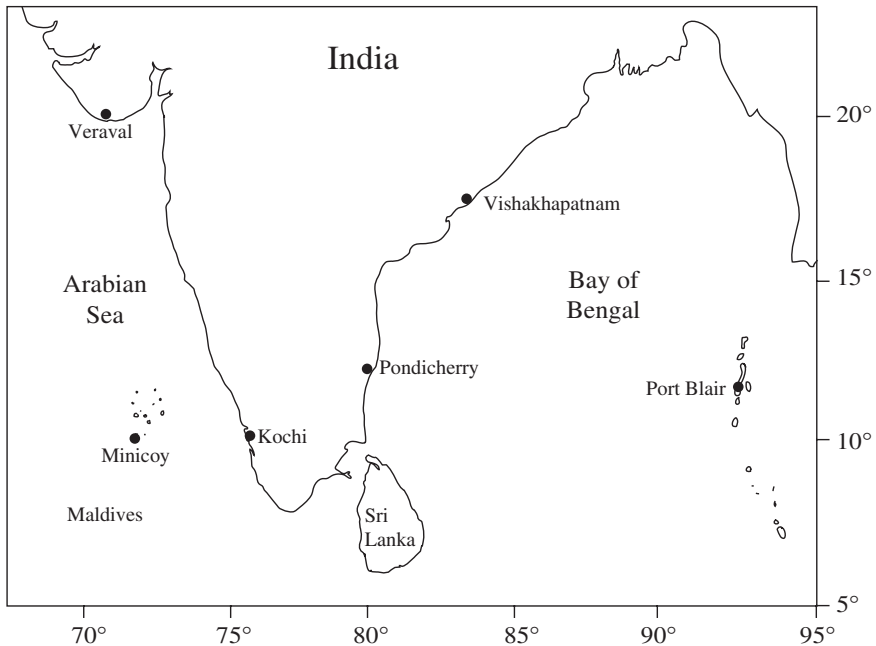 India
Veraval
20°
Vishakhapatnam
Arabian
Sea
Bay of
Bengal
15°
Pondicherry
Port Blair
Kochi
10°
Minicoy
Maldives
Sri
Lanka
5°
70°
75°
80°
85°
90°
95°